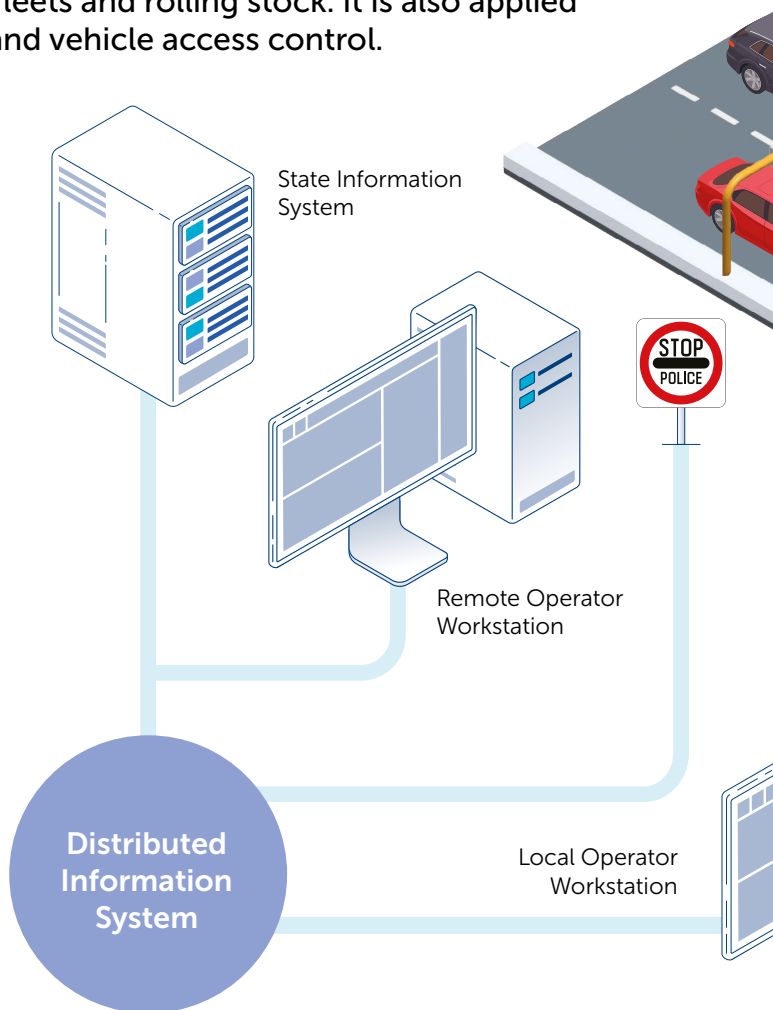 leets and rolling stock. It is also applied
and vehicle access control.
State Information
System
STOP
POLICE
Remote Operator
Workstation
Local Operator
Workstation
Distributed
Information
System